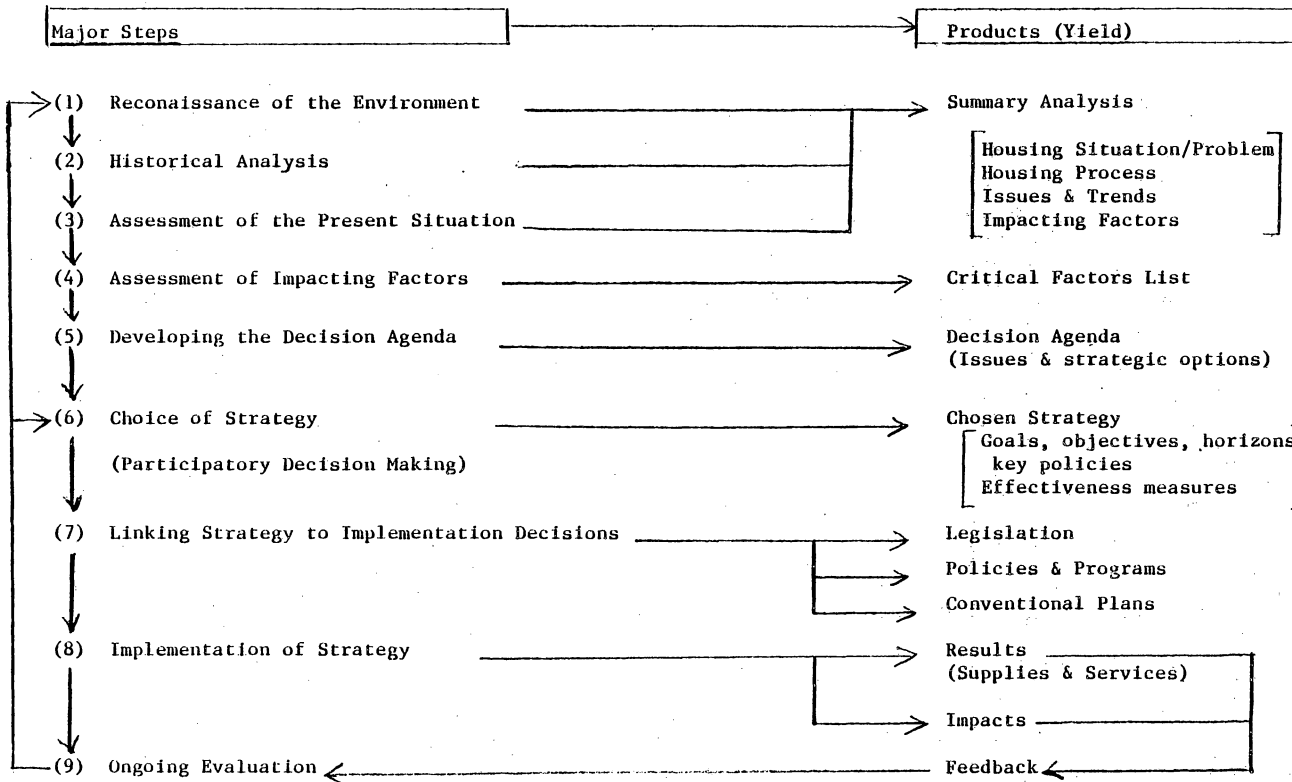 Major Steps Products (Yield)
(1) Reconaissance of the Environment Summary Analysis
Housing Situation/Problem
(2) Historical Analysis Housing Process
Issues & Trends
(3) Assessment of the Present Situation Impacting Factors
(4) Assessment of Impacting Factors Critical Factors List
(5) Developing the Decision Agenda Decision Agenda
(Issues & strategic options)
(6) Choice of Strategy Chosen Strategy
Goals, objectives, horizons
(Participatory Decision Making) key policies
Effectiveness measures
(7) Linking Strategy to Implementation Decisions Legislation
Policies & Programs
Conventional Plans
(8) Implementation of Strategy Results
(Supplies & Services)
Impacts
(9) Ongoing Evaluation Feedback